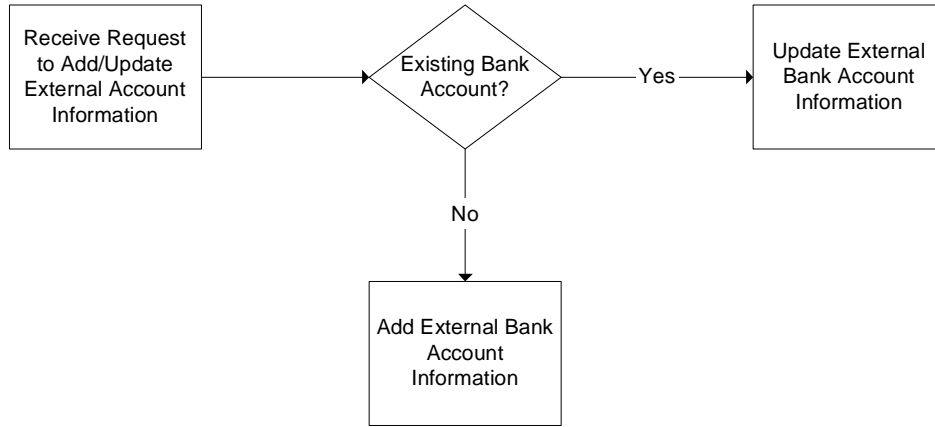 Receive Request
to Add/Update
External Account
Information
Existing Bank
Account?
Yes
Update External
Bank Account
Information
No
Add External Bank
Account
Information